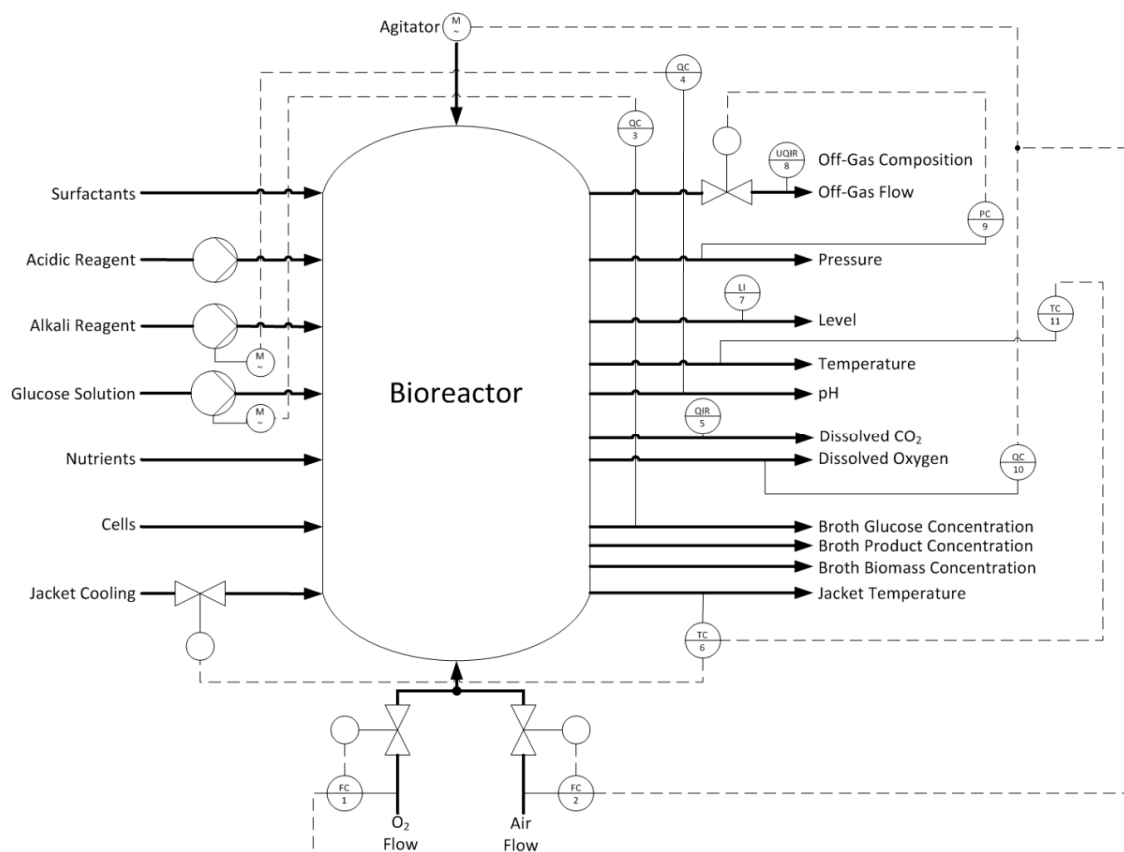 Agitator
M
~
QC
4
QC
3
UQIR
8
Off-Gas Composition
Surfactants
Off-Gas Flow
PC
9
Acidic Reagent
Pressure
LI
7
TC
11
Alkali Reagent
Level
M
~
Temperature
Glucose Solution
Bioreactor
pH
M
~
QIR
5
Dissolved CO₂
Nutrients
Dissolved Oxygen
QC
10
Cells
Broth Glucose Concentration
Broth Product Concentration
Broth Biomass Concentration
Jacket Cooling
Jacket Temperature
TC
6
FC
1
FC
2
O₂
Flow
Air
Flow